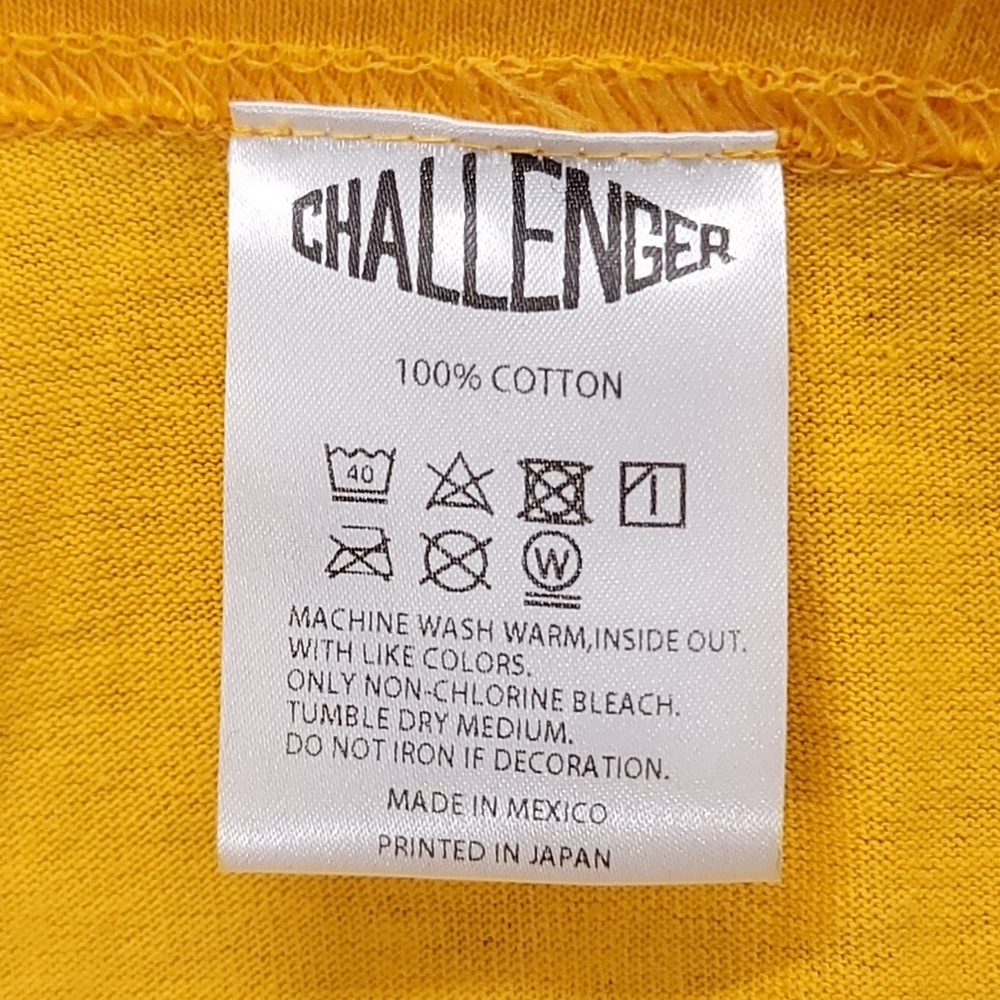 CHALLENGER
100% COTTON
40
W
MACHINE WASH WARM,INSIDE OUT.
WITH LIKE COLORS.
ONLY NON-CHLORINE BLEACH.
TUMBLE DRY MEDIUM.
DO NOT IRON IF DECORATION.
MADE IN MEXICO
PRINTED IN JAPAN